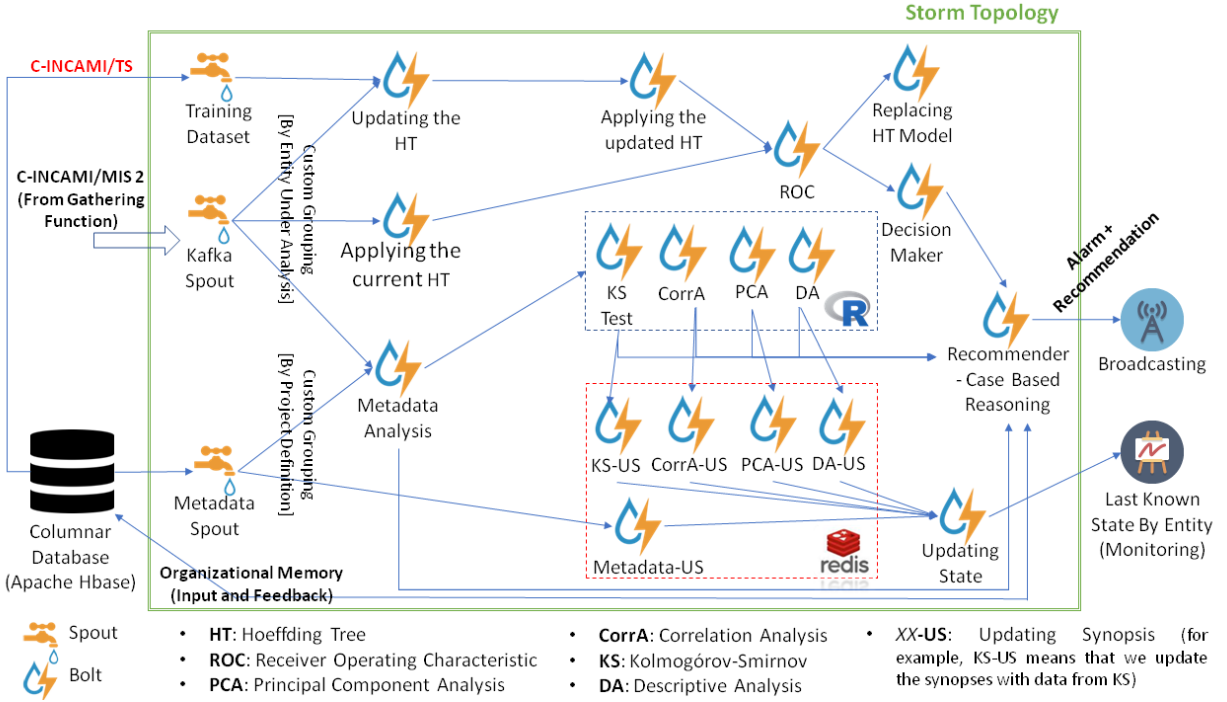 Storm Topology
C-INCAMI/TS
Training
Dataset
Updating the
HT
Applying the
updated HT
Replacing
HT Model
ROC
C-INCAMI/MIS 2
(From Gathering
Function)
Kafka
Spout
Custom Grouping
[By Entity Under Analysis]
Applying the
current HT
Decision
Maker
KS
Test
CorrA
PCA
DA
R
Alarm+
Recommendation
Recommender
- Case Based
Reasoning
Broadcasting
Metadata
Analysis
Custom Grouping
[By Project Definition]
KS-US
CorrA-US
PCA-US
DA-US
Metadata
Spout
Metadata-US
redis
Updating
State
Last Known
State By Entity
(Monitoring)
Columnar
Database
(Apache Hbase)
Organizational Memory
(Input and Feedback)
Spout
Bolt
• HT: Hoeffding Tree
• ROC: Receiver Operating Characteristic
• PCA: Principal Component Analysis
• CorrA: Correlation Analysis
• KS: Kolmogórov-Smirnov
• DA: Descriptive Analysis
• XX-US: Updating Synopsis (for
example, KS-US means that we update
the synopses with data from KS)